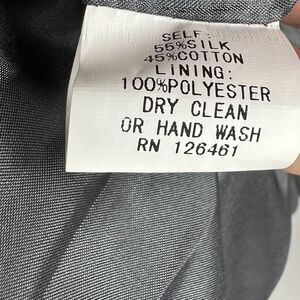 SELF:
55%SILK
45%COTTON
LINING:
100%POLYESTER
DRY CLEAN
OR HAND WASH
RN 126461